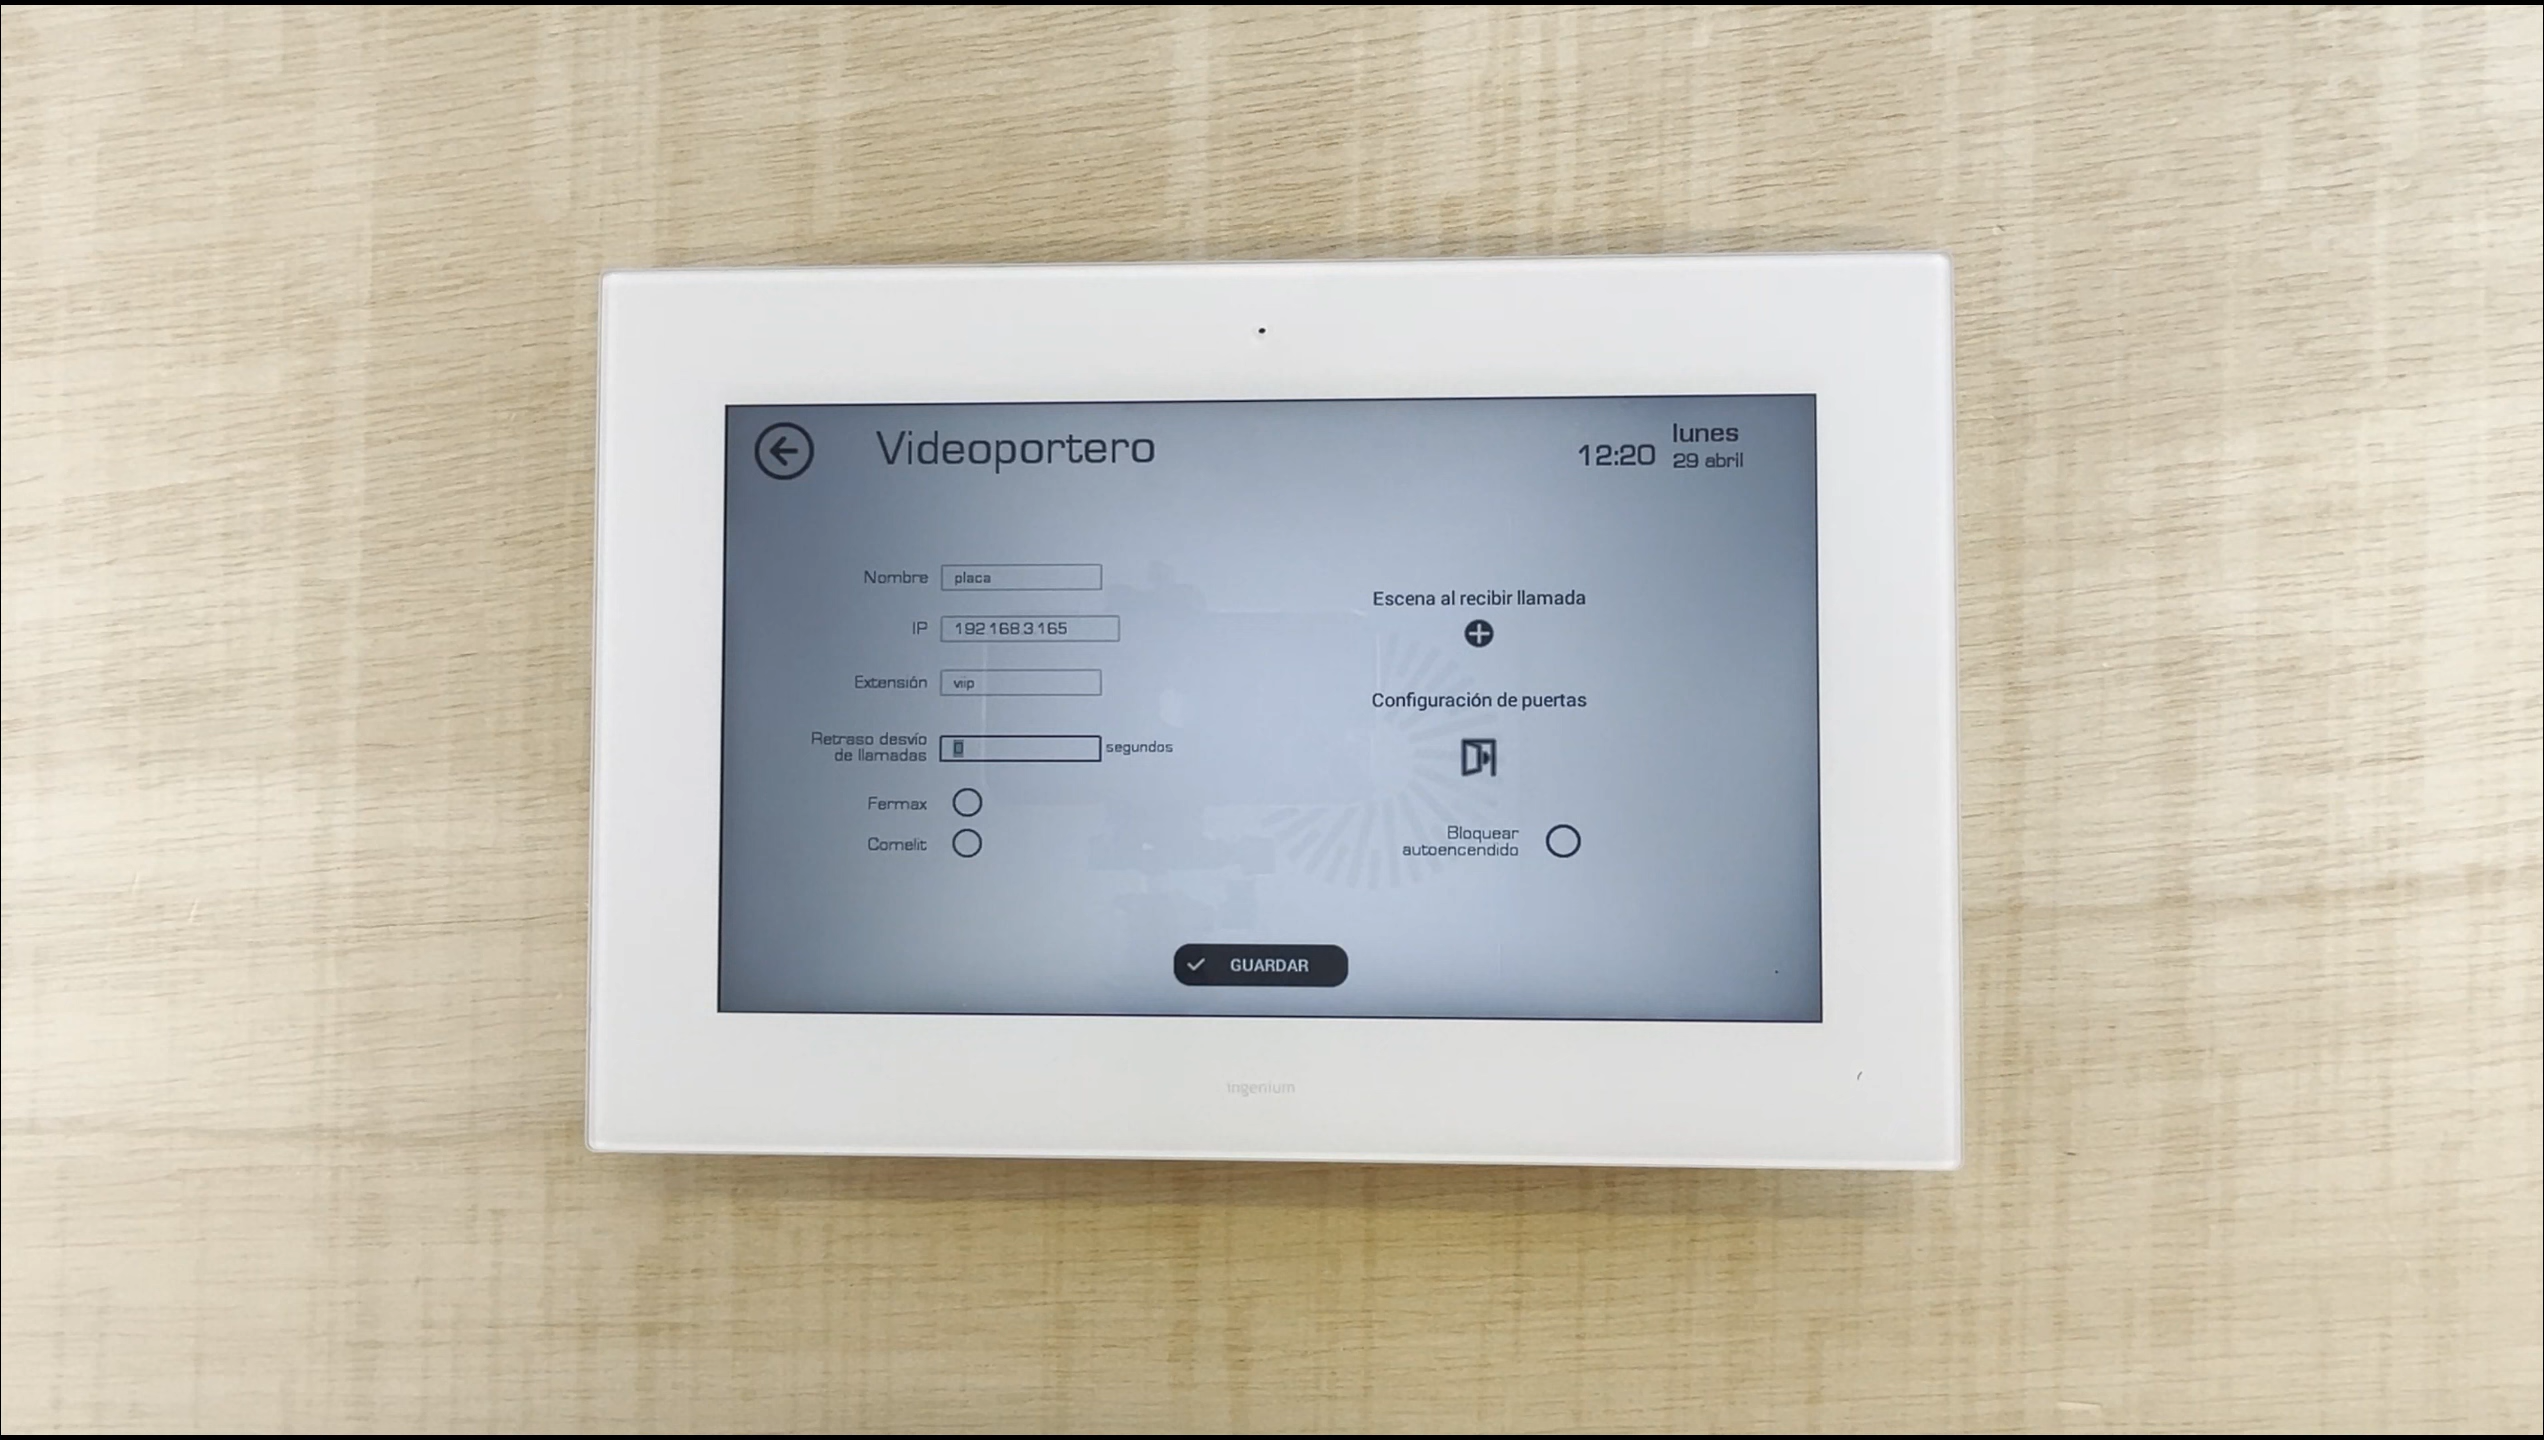 Videoportero
12:20
lunes
29 abril
Nombre placa
IP 192.168.3.165
Extensión viip
Retraso desvío
de llamadas 0 segundos
Fermax
Comelit
Escena al recibir llamada
Configuración de puertas
Bloquear
autoencendido
GUARDAR
ingenium